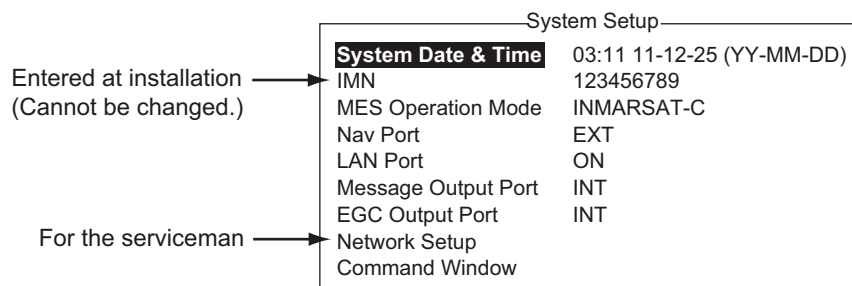 System Setup
System Date & Time 03:11 11-12-25 (YY-MM-DD)
Entered at installation
(Cannot be changed.)
IMN 123456789
MES Operation Mode INMARSAT-C
Nav Port EXT
LAN Port ON
Message Output Port INT
EGC Output Port INT
For the serviceman
Network Setup
Command Window